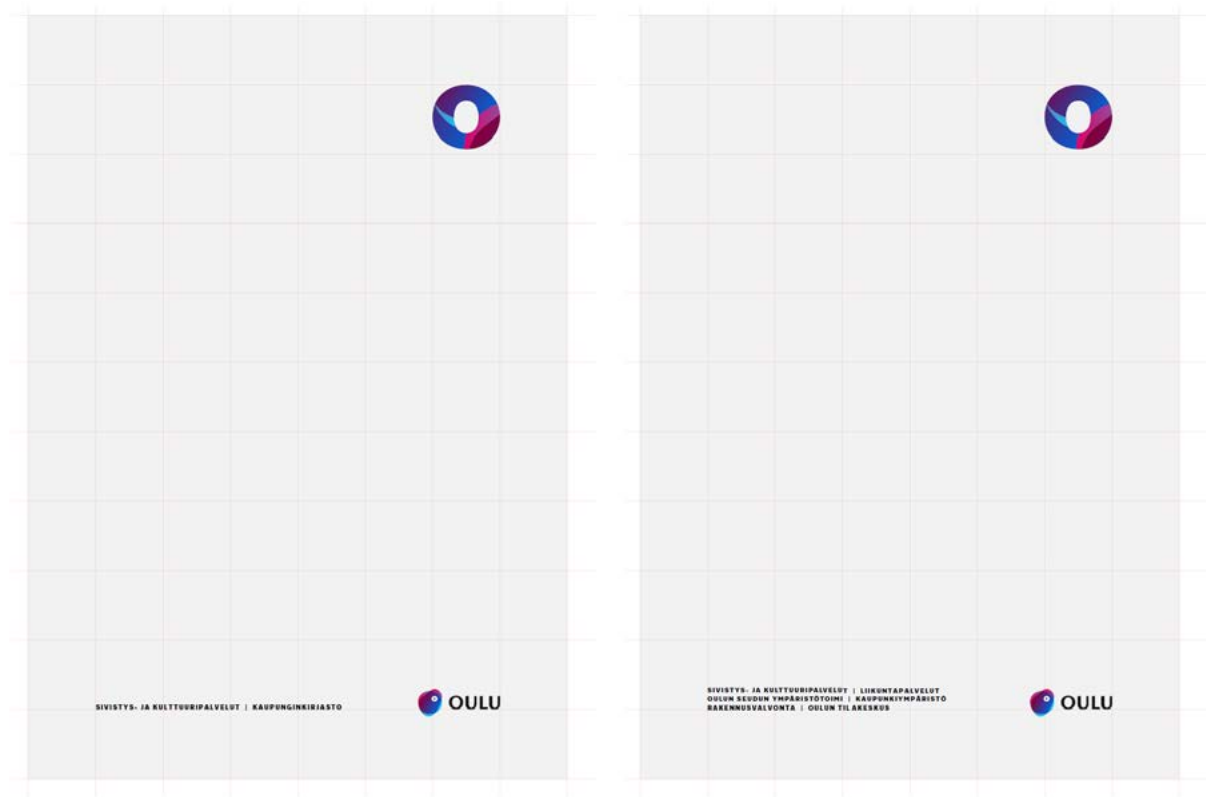 O
SIVISTYS- JA KULTTUURIPALVELUT | KAUPUNGINKIRJASTO
OULU
O
SIVISTYS- JA KULTTUURIPALVELUT | LIIKUNTAPALVELUT
OULUN SEUDUN YMPÄRISTÖTOIMI | KAUPUNKIYMPÄRISTÖ
RAKENNUSVALVONTA | OULUN TILAKESKUS
OULU